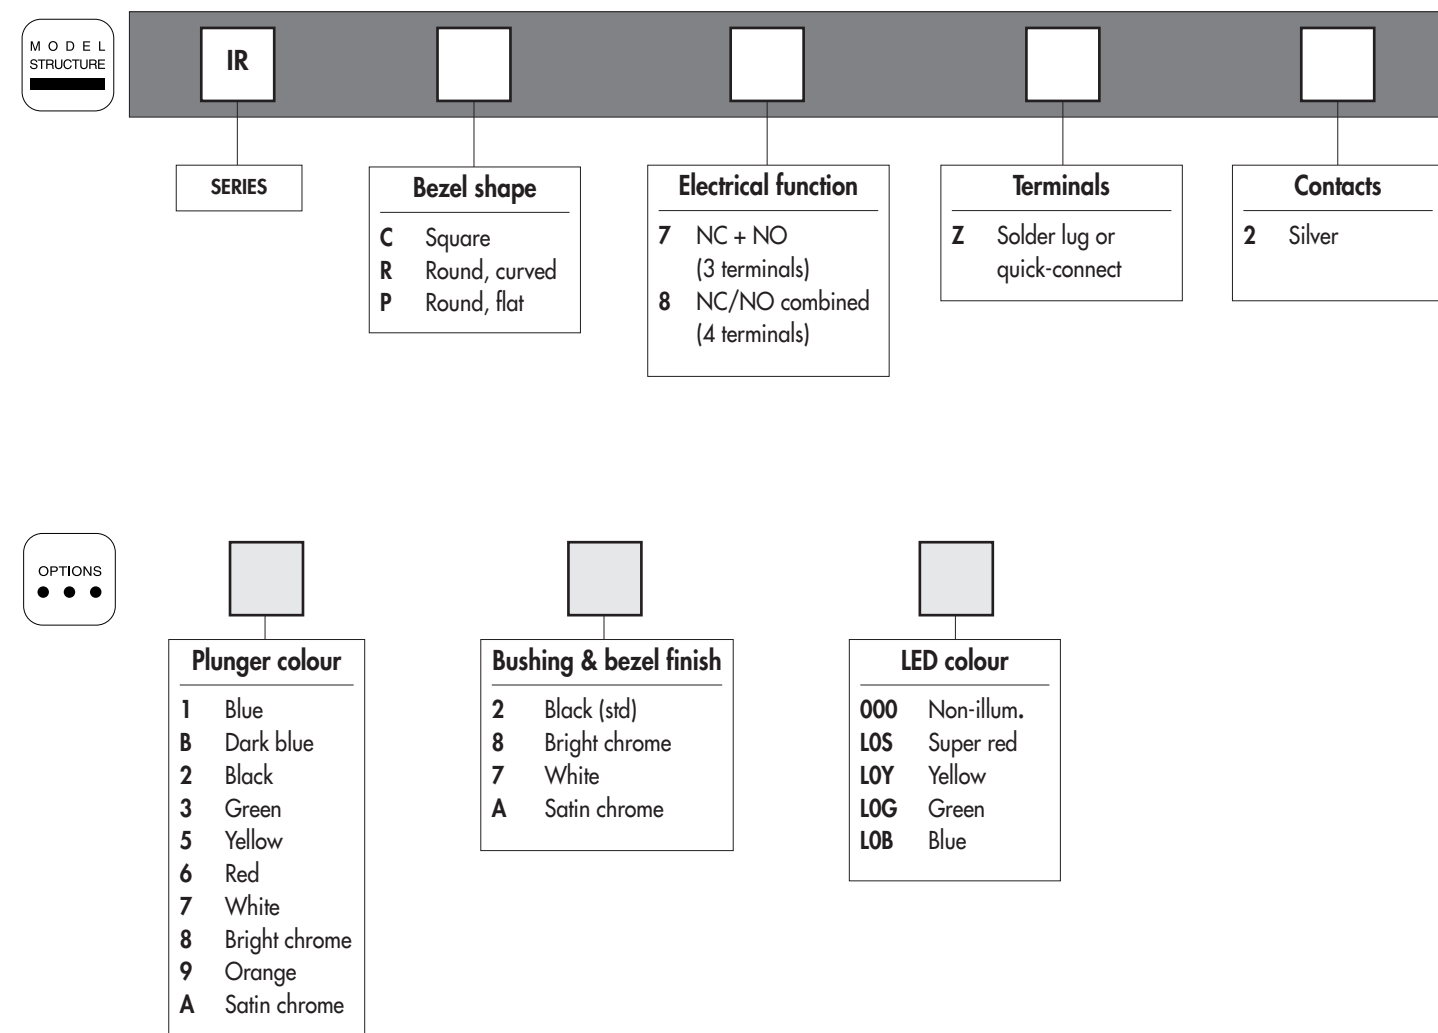 MODEL
STRUCTURE
IR
SERIES
Bezel shape
C Square
R Round, curved
P Round, flat
Electrical function
7 NC + NO
(3 terminals)
8 NC/NO combined
(4 terminals)
Terminals
Z Solder lug or
quick-connect
Contacts
2 Silver
OPTIONS
Plunger colour
1 Blue
B Dark blue
2 Black
3 Green
5 Yellow
6 Red
7 White
8 Bright chrome
9 Orange
A Satin chrome
Bushing & bezel finish
2 Black (std)
8 Bright chrome
7 White
A Satin chrome
LED colour
000 Non-illum.
L0S Super red
L0Y Yellow
L0G Green
L0B Blue